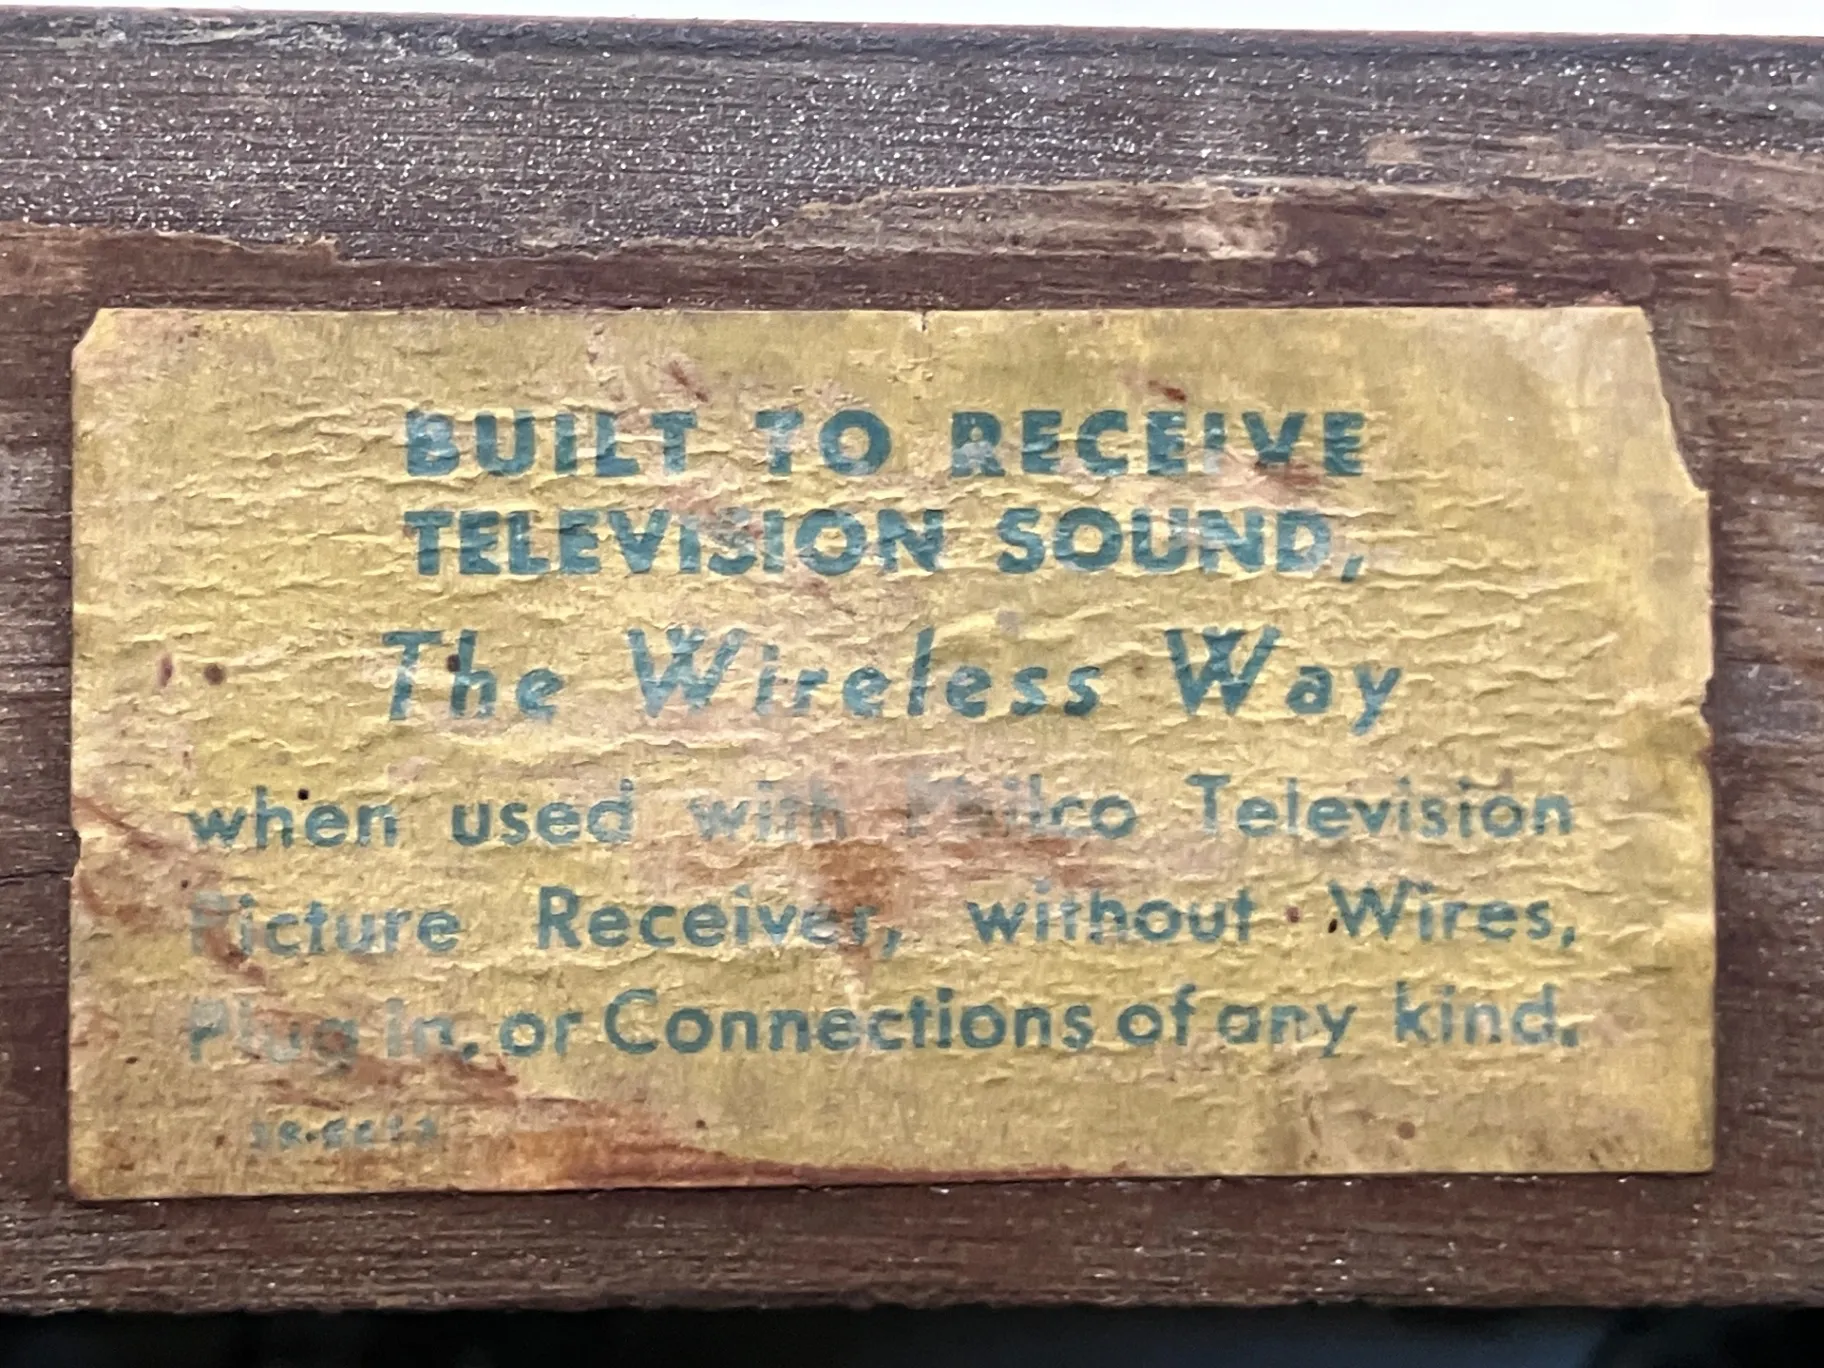 BUILT TO RECEIVE
TELEVISION SOUND,
The Wireless Way
when used with Philco Television
Picture Receiver, without Wires,
Plug In, or Connections of any kind.